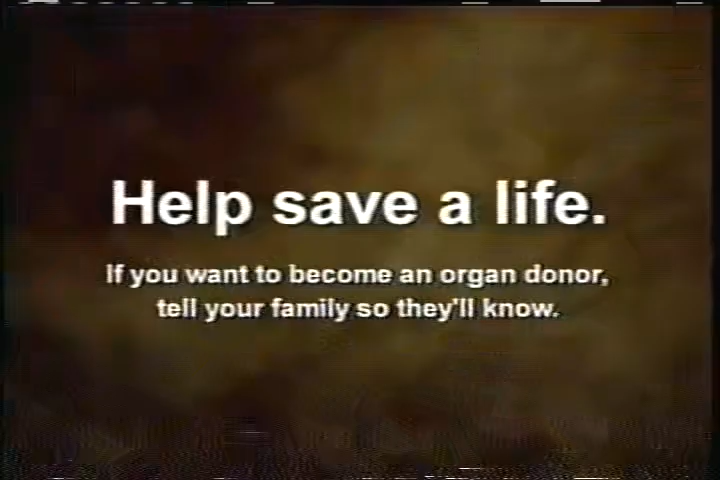 Help save a life.
If you want to become an organ donor,
tell your family so they'll know.